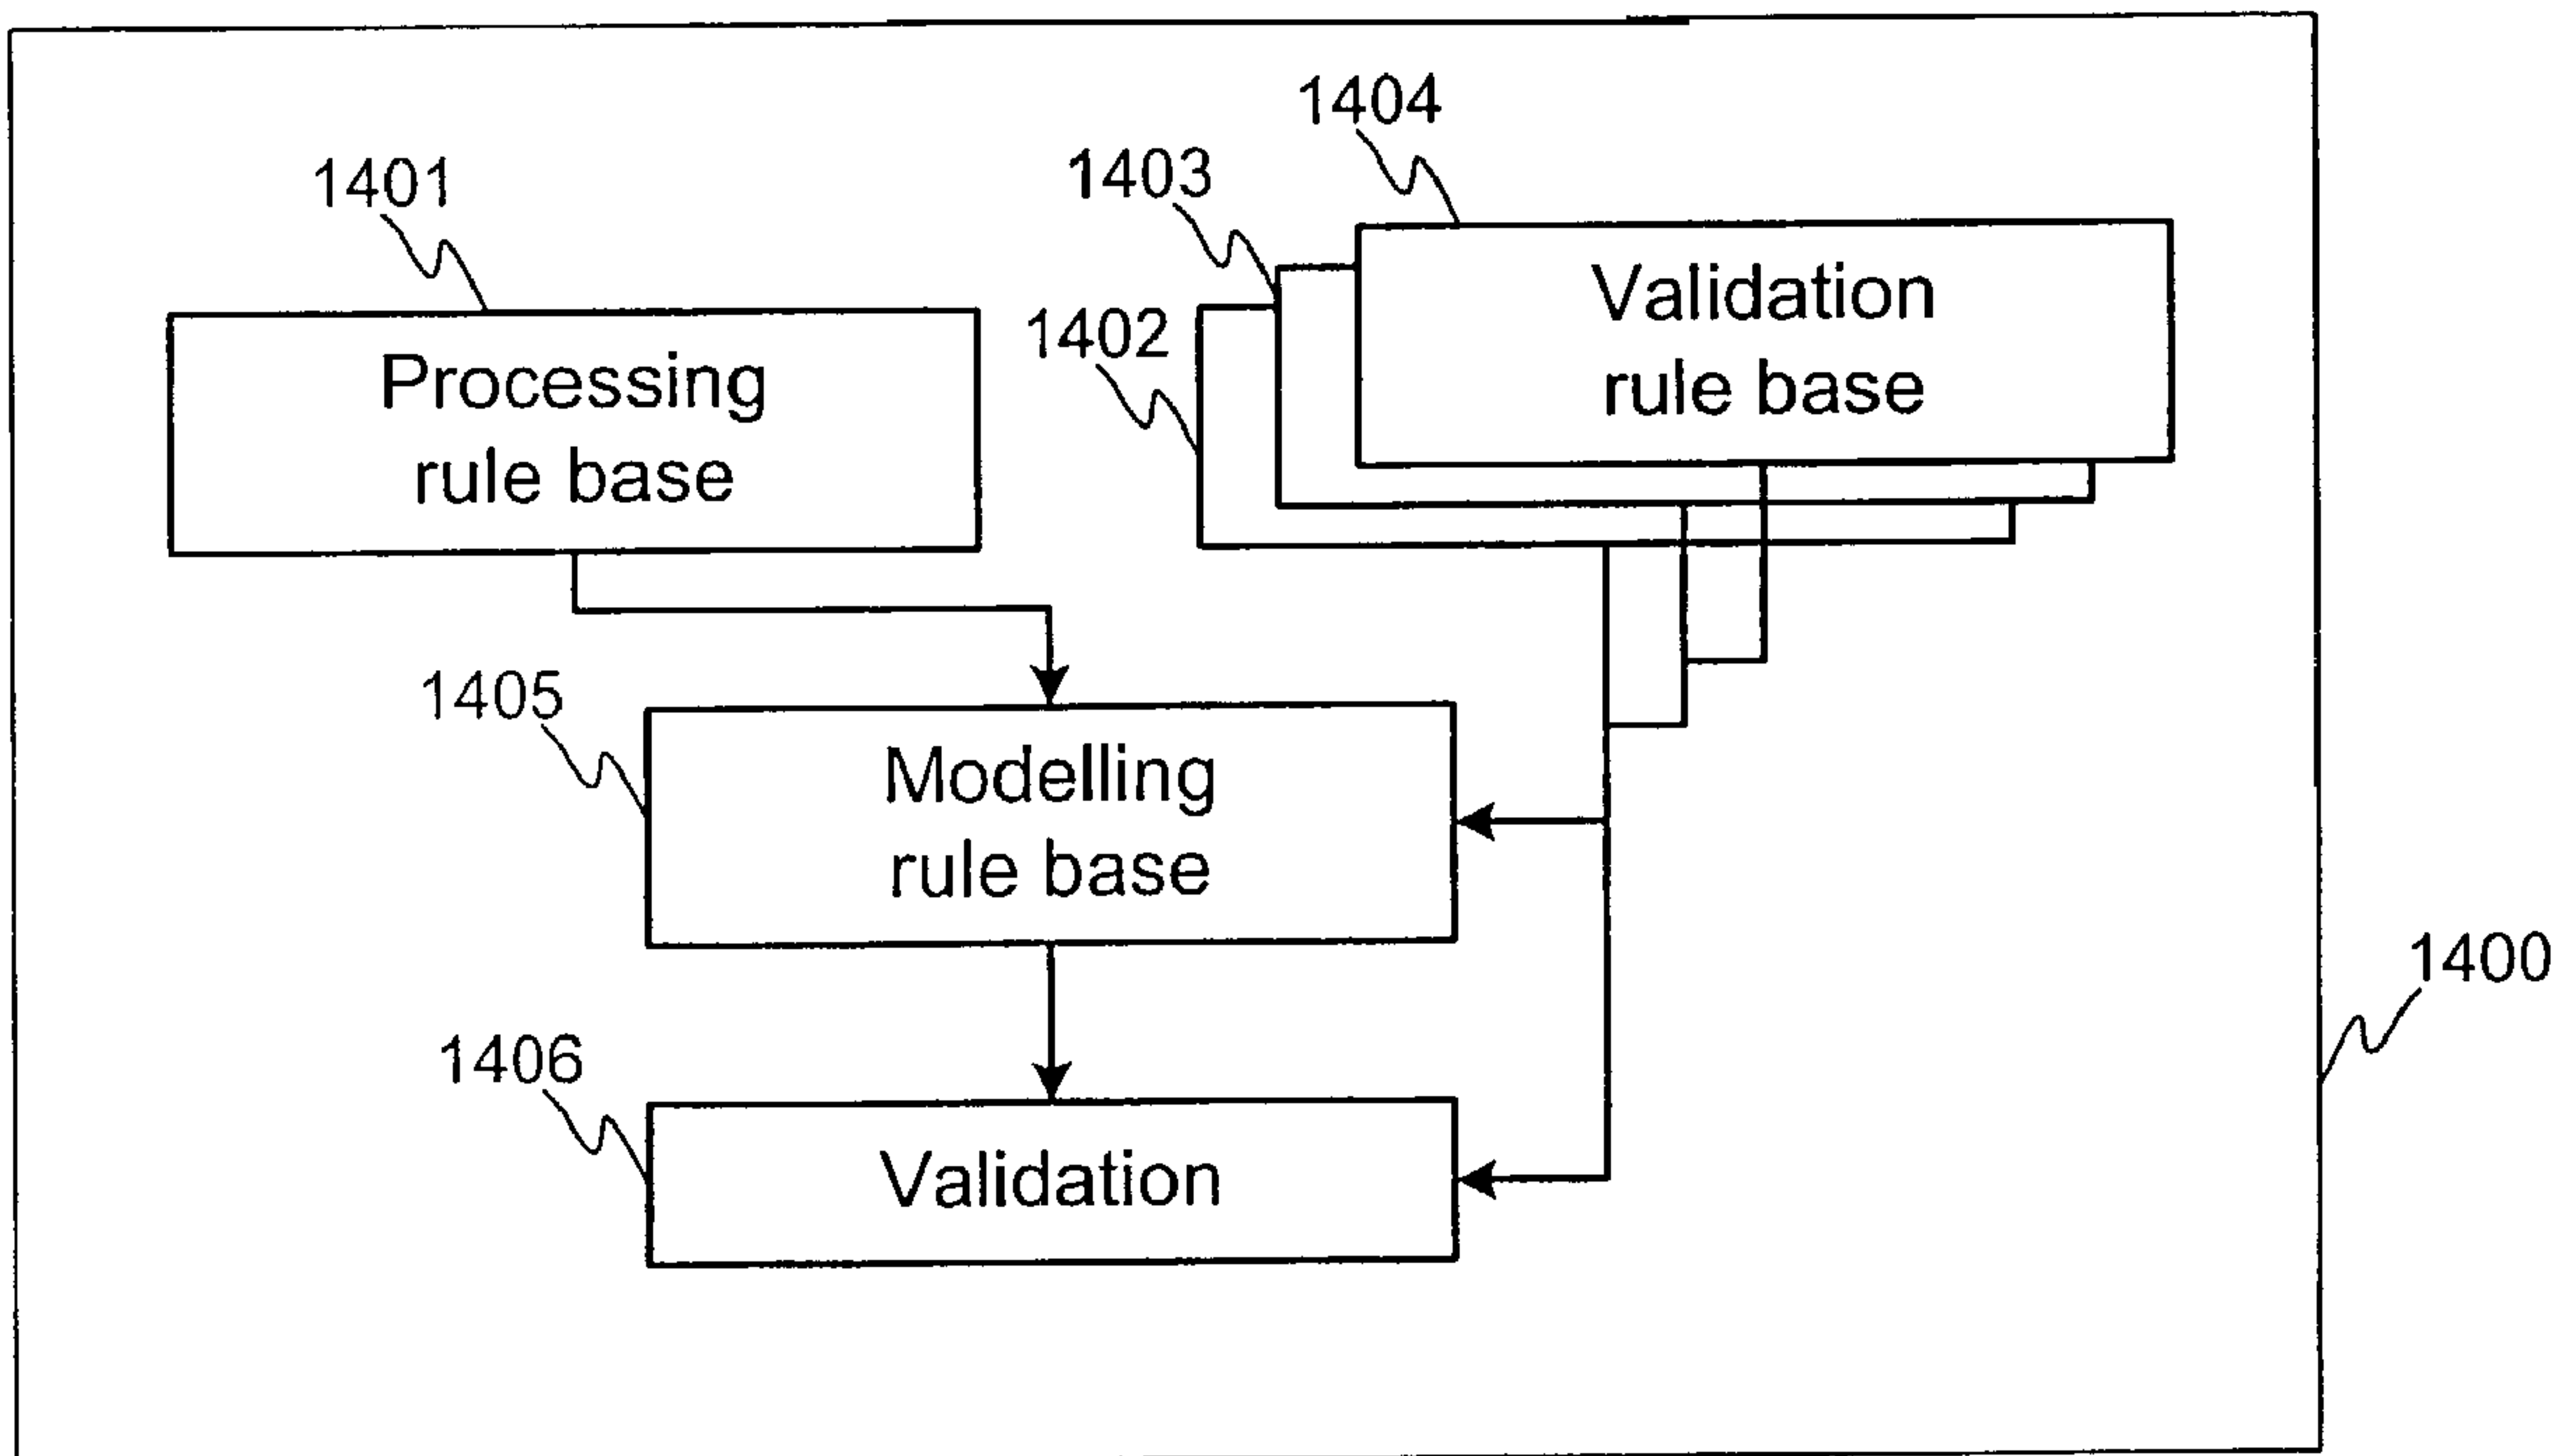 1404
1403
1401
Validation
rule base
1402
Processing
rule base
1405
Modelling
rule base
1400
1406
Validation